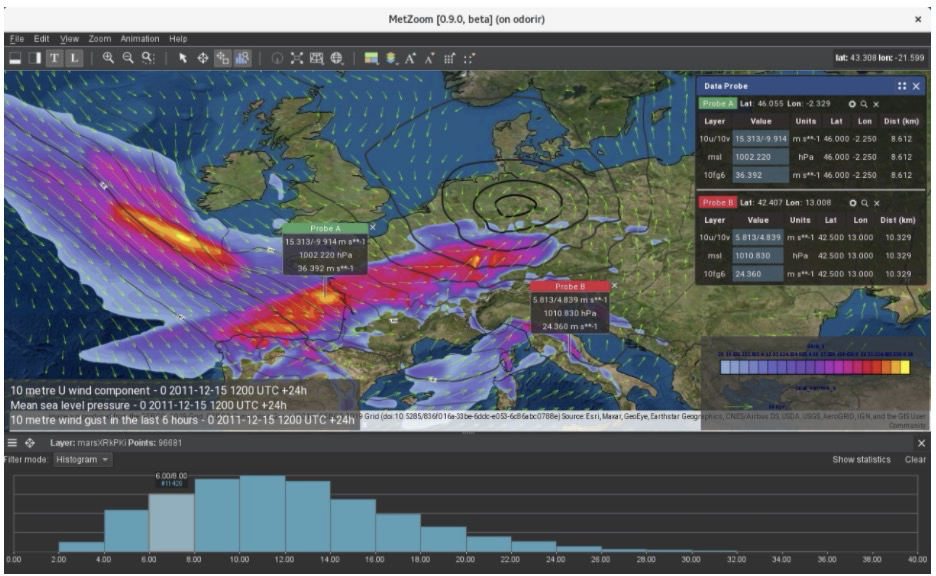 MetZoom [0.9.0, beta] (on odorir)
File Edit View Zoom Animation Help
lat: 43.308 lon: -21.599
Data Probe
Probe A Lat: 46.055 Lon: -2.329
Layer Value Units Lat Lon Dist (km)
10u/10v 15.313/-9.914 m s**-1 46.000 -2.250 8.612
msl 1002.220 hPa 46.000 -2.250 8.612
10fg6 36.392 m s**-1 46.000 -2.250 8.612
Probe B Lat: 42.407 Lon: 13.008
Layer Value Units Lat Lon Dist (km)
10u/10v 5.813/4.839 m s**-1 42.500 13.000 10.329
msl 1010.830 hPa 42.500 13.000 10.329
10fg6 24.360 m s**-1 42.500 13.000 10.329
Probe A
15.313/-9.914 m s**-1
1002.220 hPa
36.392 m s**-1
Probe B
5.813/4.839 m s**-1
1010.830 hPa
24.360 m s**-1
10 metre U wind component - 0 2011-12-15 1200 UTC +24h
Mean sea level pressure - 0 2011-12-15 1200 UTC +24h
10 metre wind gust in the last 6 hours - 0 2011-12-15 1200 UTC +24h
Source: Esri, Maxar, GeoEye, Earthstar Geographics, CNES/Airbus DS, USDA, USGS, AeroGRID, IGN, and the GIS User
Community
Layer: marsXRkPKi Points: 96681
Filter mode: Histogram Show statistics Clear
6.00/8.00
#11428
0.00 2.00 4.00 6.00 8.00 10.00 12.00 14.00 16.00 18.00 20.00 22.00 24.00 26.00 28.00 30.00 32.00 34.00 36.00 38.00 40.00